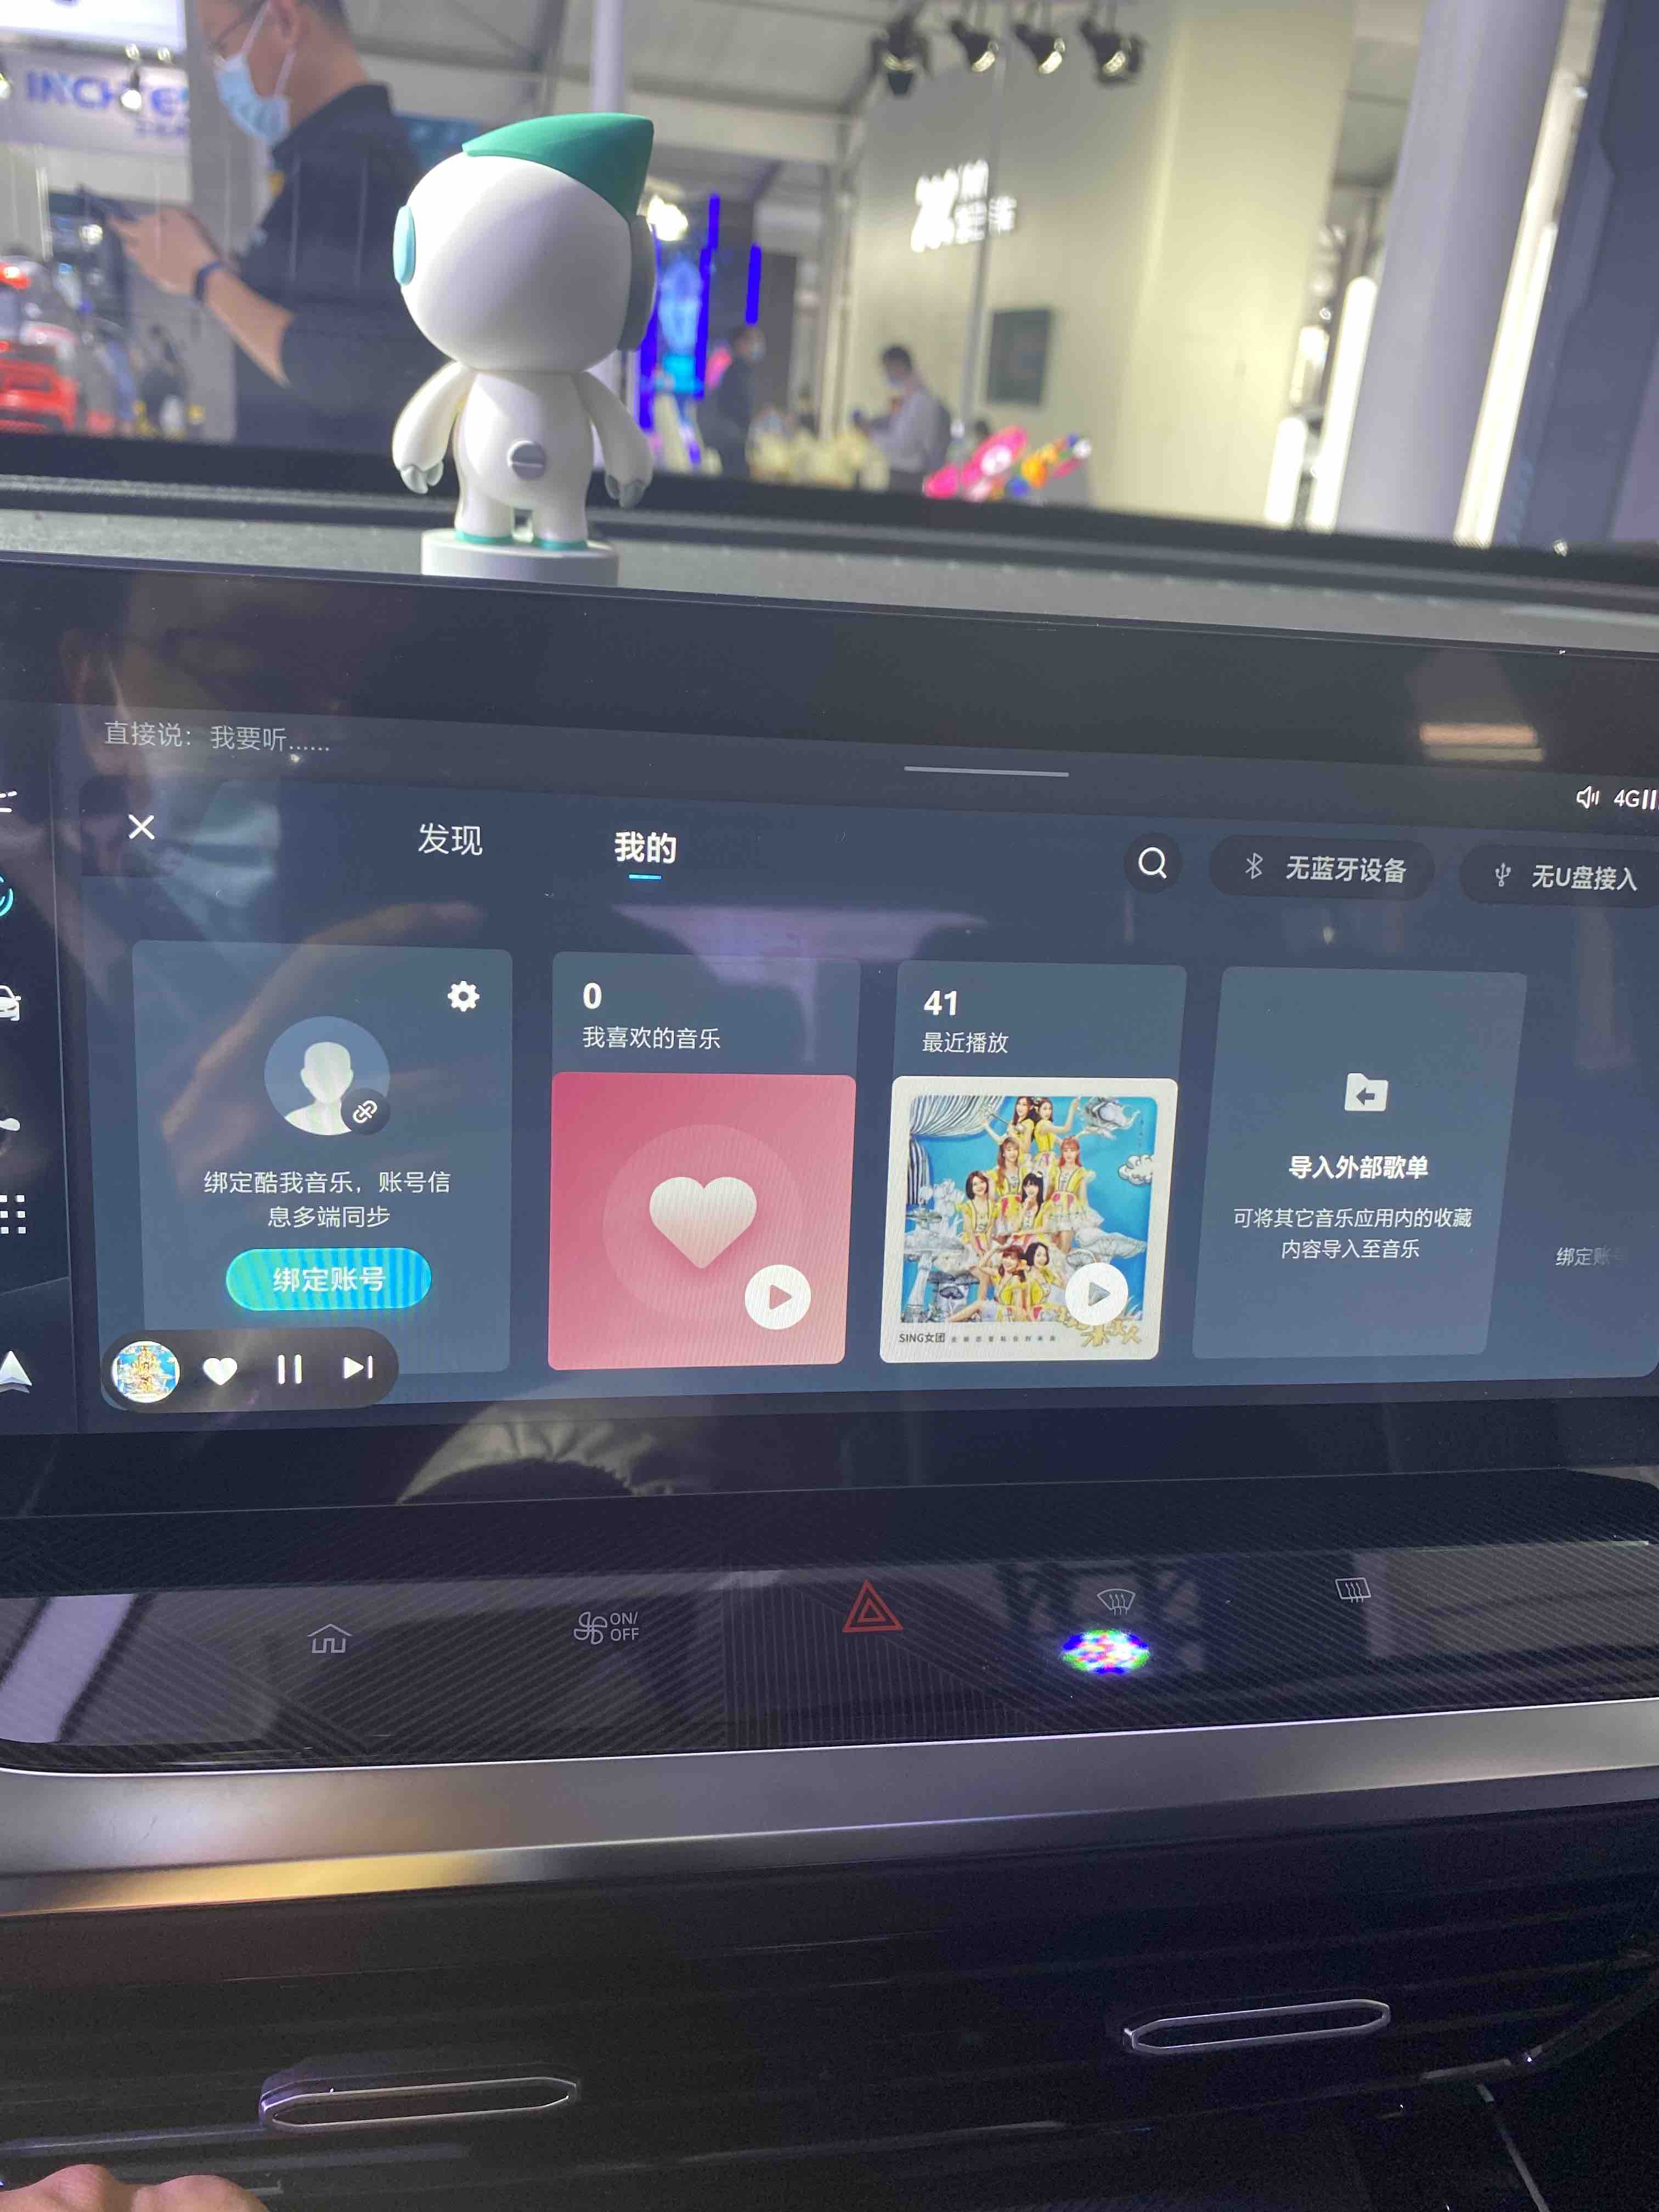 直接说：我要听......
4G
发现
我的
无蓝牙设备
无U盘接入
0
我喜欢的音乐
41
最近播放
绑定酷我音乐，账号信
息多端同步
绑定账号
SING女团
导入外部歌单
可将其它音乐应用内的收藏
内容导入至音乐
绑定账
ON/
OFF